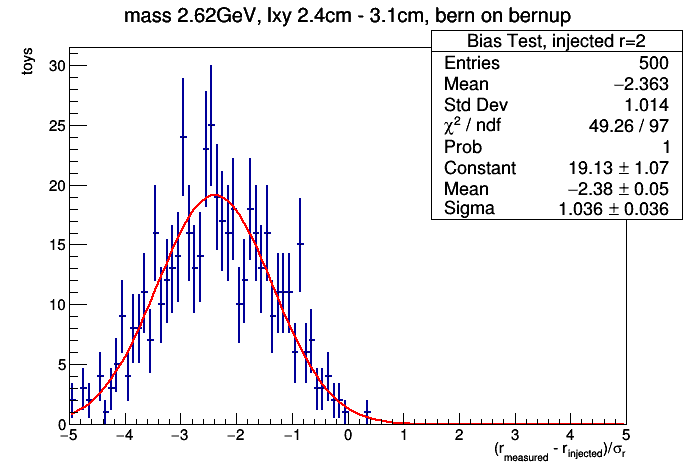 mass 2.62GeV, lxy 2.4cm - 3.1cm, bern on bernup
Bias Test, injected r=2
Entries 500
Mean −2.363
Std Dev 1.014
χ² / ndf 49.26 / 97
Prob 1
Constant 19.13 ± 1.07
Mean −2.38 ± 0.05
Sigma 1.036 ± 0.036
toys
30
25
20
15
10
5
0
−5 −4 −3 −2 −1 0 1 2 3 4 5
(r_measured - r_injected)/σ_r